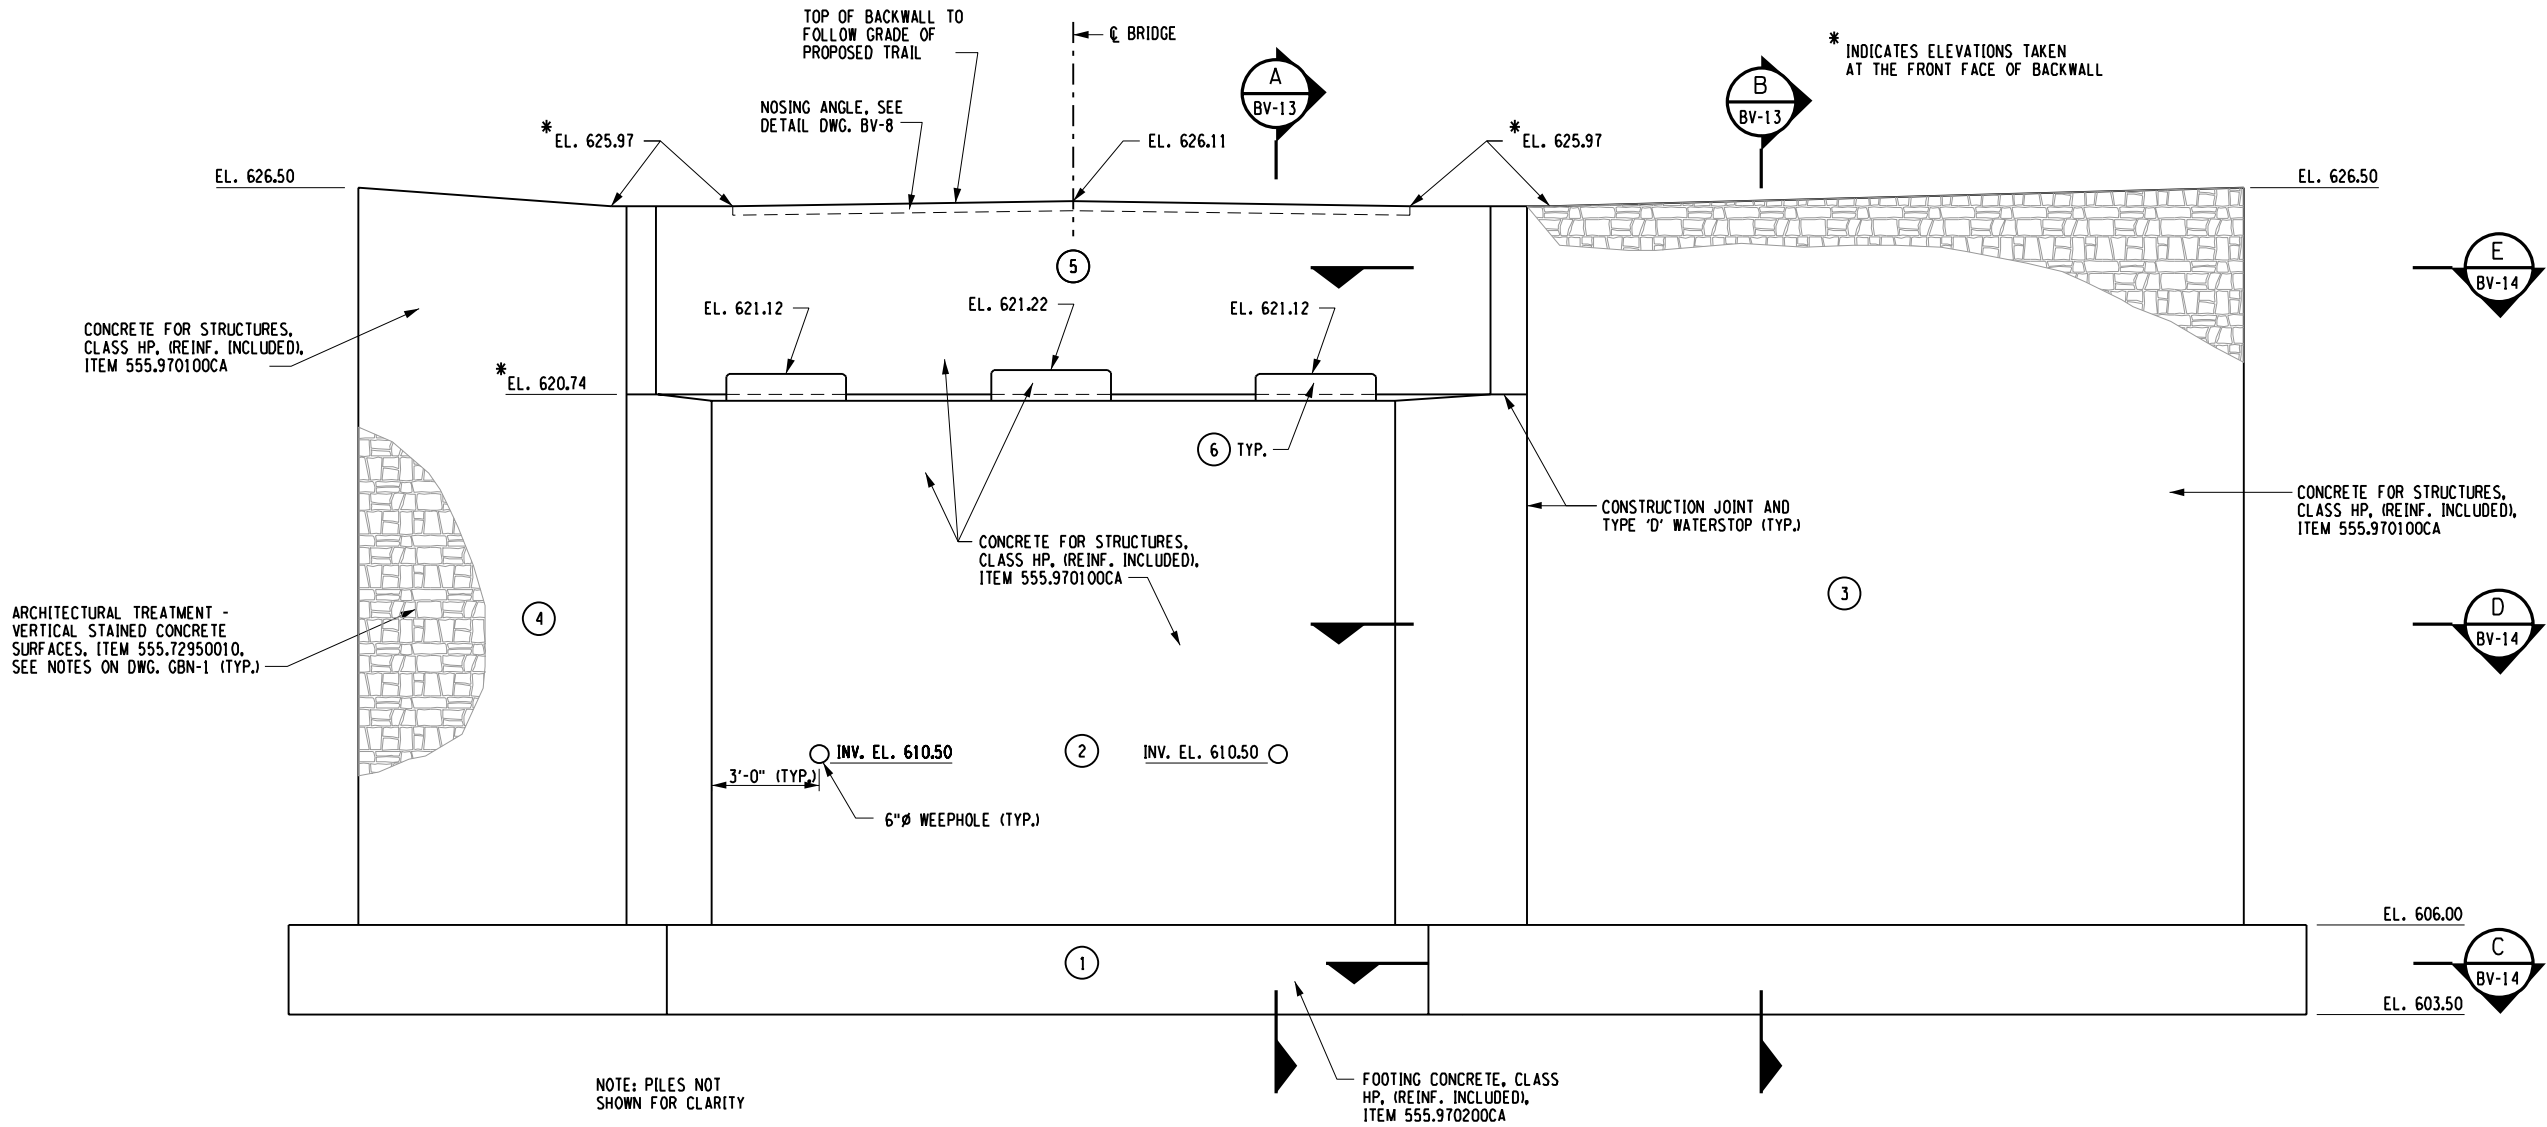 TOP OF BACKWALL TO
FOLLOW GRADE OF
PROPOSED TRAIL
℄ BRIDGE
A
BV-13
B
BV-13
* INDICATES ELEVATIONS TAKEN
AT THE FRONT FACE OF BACKWALL
NOSING ANGLE, SEE
DETAIL DWG. BV-8
* EL. 625.97
EL. 626.11
* EL. 625.97
EL. 626.50
EL. 626.50
E
BV-14
5
EL. 621.12
EL. 621.22
EL. 621.12
CONCRETE FOR STRUCTURES,
CLASS HP, (REINF. INCLUDED),
ITEM 555.970100CA
* EL. 620.74
6 TYP.
CONSTRUCTION JOINT AND
TYPE 'D' WATERSTOP (TYP.)
CONCRETE FOR STRUCTURES,
CLASS HP, (REINF. INCLUDED),
ITEM 555.970100CA
CONCRETE FOR STRUCTURES,
CLASS HP, (REINF. INCLUDED),
ITEM 555.970100CA
ARCHITECTURAL TREATMENT -
VERTICAL STAINED CONCRETE
SURFACES, ITEM 555.72950010,
SEE NOTES ON DWG. GBN-1 (TYP.)
4
3
D
BV-14
INV. EL. 610.50
2
INV. EL. 610.50
3'-0" (TYP.)
6"Ø WEEPHOLE (TYP.)
EL. 606.00
1
C
BV-14
EL. 603.50
NOTE: PILES NOT
SHOWN FOR CLARITY
FOOTING CONCRETE, CLASS
HP, (REINF. INCLUDED),
ITEM 555.970200CA